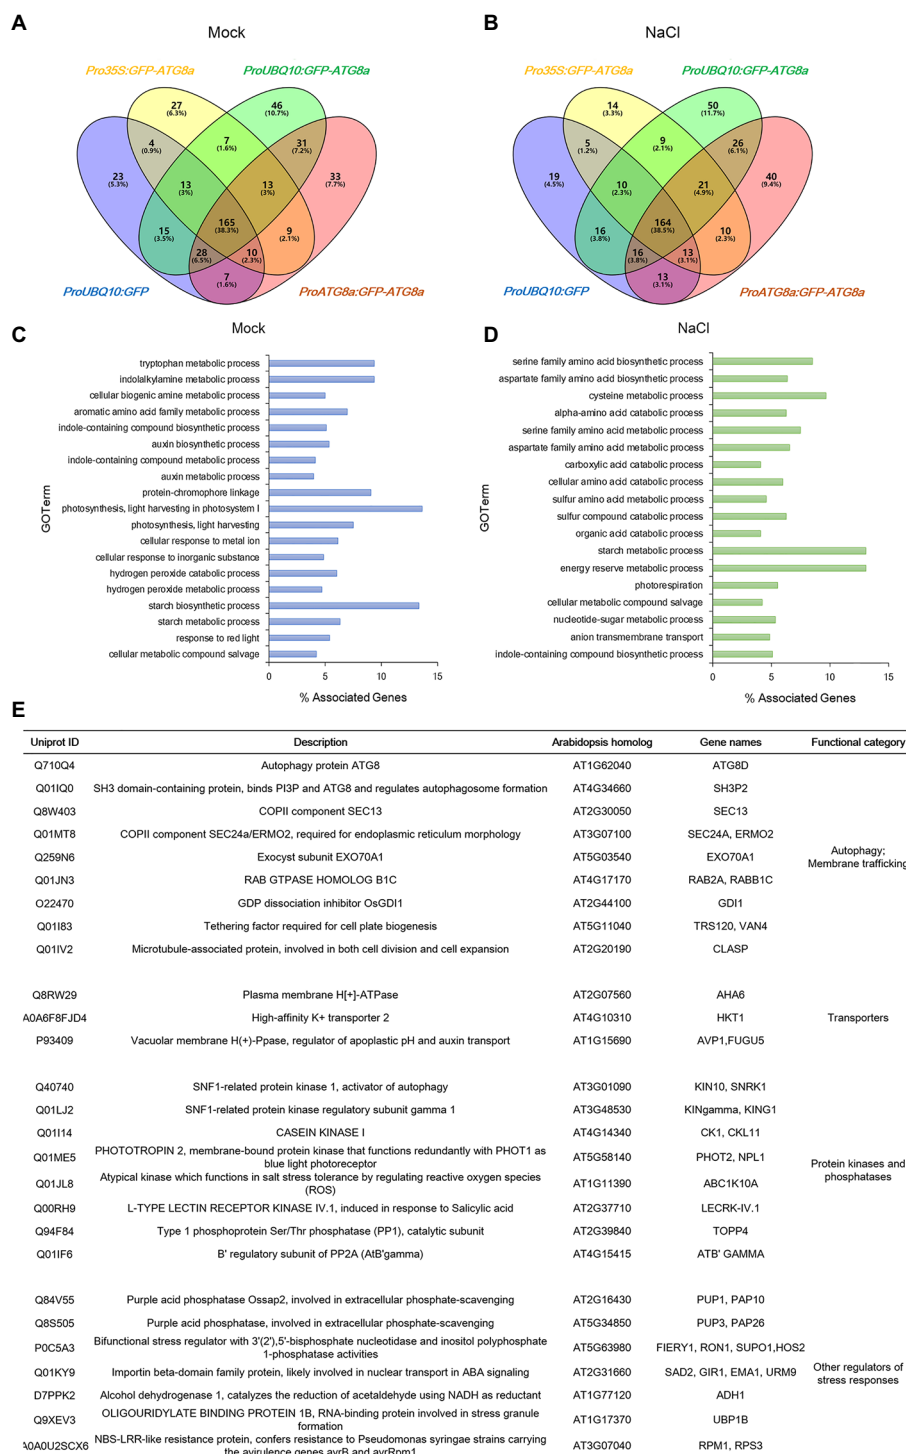 A
B
Mock
NaCl
Pro35S:GFP-ATG8a
ProUBQ10:GFP-ATG8a
Pro35S:GFP-ATG8a
ProUBQ10:GFP-ATG8a
27
(6.3%)
46
(10.7%)
4
(0.9%)
7
(1.6%)
31
(7.2%)
23
(5.3%)
13
(3%)
13
(3%)
33
(7.7%)
165
(38.3%)
15
(3.5%)
9
(2.1%)
28
(6.5%)
10
(2.3%)
7
(1.6%)
14
(3.3%)
50
(11.7%)
5
(1.2%)
9
(2.1%)
26
(6.1%)
19
(4.5%)
10
(2.3%)
21
(4.9%)
40
(9.4%)
164
(38.5%)
16
(3.8%)
10
(2.3%)
16
(3.8%)
13
(3.1%)
13
(3.1%)
ProUBQ10:GFP
ProATG8a:GFP-ATG8a
ProUBQ10:GFP
ProATG8a:GFP-ATG8a
C
Mock
GOTerm
tryptophan metabolic process
indolalkylamine metabolic process
cellular biogenic amine metabolic process
aromatic amino acid family metabolic process
indole-containing compound biosynthetic process
auxin biosynthetic process
indole-containing compound metabolic process
auxin metabolic process
protein-chromophore linkage
photosynthesis, light harvesting in photosystem I
photosynthesis, light harvesting
cellular response to metal ion
cellular response to inorganic substance
hydrogen peroxide catabolic process
hydrogen peroxide metabolic process
starch biosynthetic process
starch metabolic process
response to red light
cellular metabolic compound salvage
0 5 10 15
% Associated Genes
D
NaCl
GOTerm
serine family amino acid biosynthetic process
aspartate family amino acid biosynthetic process
cysteine metabolic process
alpha-amino acid catabolic process
serine family amino acid metabolic process
aspartate family amino acid metabolic process
carboxylic acid catabolic process
cellular amino acid catabolic process
sulfur amino acid metabolic process
sulfur compound catabolic process
organic acid catabolic process
starch metabolic process
energy reserve metabolic process
photorespiration
cellular metabolic compound salvage
nucleotide-sugar metabolic process
anion transmembrane transport
indole-containing compound biosynthetic process
0 5 10 15
% Associated Genes
E
Uniprot ID Description Arabidopsis homolog Gene names Functional category
Q710Q4 Autophagy protein ATG8 AT1G62040 ATG8D
Q01IQ0 SH3 domain-containing protein, binds PI3P and ATG8 and regulates autophagosome formation AT4G34660 SH3P2
Q8W403 COPII component SEC13 AT2G30050 SEC13
Q01MT8 COPII component SEC24a/ERMO2, required for endoplasmic reticulum morphology AT3G07100 SEC24A, ERMO2
Q259N6 Exocyst subunit EXO70A1 AT5G03540 EXO70A1
Autophagy;
Membrane trafficking
Q01JN3 RAB GTPASE HOMOLOG B1C AT4G17170 RAB2A, RABB1C
O22470 GDP dissociation inhibitor OsGDI1 AT2G44100 GDI1
Q01I83 Tethering factor required for cell plate biogenesis AT5G11040 TRS120, VAN4
Q01IV2 Microtubule-associated protein, involved in both cell division and cell expansion AT2G20190 CLASP
Q8RW29 Plasma membrane H[+]-ATPase AT2G07560 AHA6
A0A6F8FJD4 High-affinity K+ transporter 2 AT4G10310 HKT1 Transporters
P93409 Vacuolar membrane H(+)-Ppase, regulator of apoplastic pH and auxin transport AT1G15690 AVP1,FUGU5
Q40740 SNF1-related protein kinase 1, activator of autophagy AT3G01090 KIN10, SNRK1
Q01LJ2 SNF1-related protein kinase regulatory subunit gamma 1 AT3G48530 KINgamma, KING1
Q01I14 CASEIN KINASE I AT4G14340 CK1, CKL11
Q01ME5 PHOTOTROPIN 2, membrane-bound protein kinase that functions redundantly with PHOT1 as
blue light photoreceptor AT5G58140 PHOT2, NPL1
Protein kinases and
phosphatases
Q01JL8 Atypical kinase which functions in salt stress tolerance by regulating reactive oxygen species
(ROS) AT1G11390 ABC1K10A
Q00RH9 L-TYPE LECTIN RECEPTOR KINASE IV.1, induced in response to Salicylic acid AT2G37710 LECRK-IV.1
Q94F84 Type 1 phosphoprotein Ser/Thr phosphatase (PP1), catalytic subunit AT2G39840 TOPP4
Q01IF6 B' regulatory subunit of PP2A (AtB'gamma) AT4G15415 ATB' GAMMA
Q84V55 Purple acid phosphatase Ossap2, involved in extracellular phosphate-scavenging AT2G16430 PUP1, PAP10
Q8S505 Purple acid phosphatase, involved in extracellular phosphate-scavenging AT5G34850 PUP3, PAP26
P0C5A3 Bifunctional stress regulator with 3'(2'),5'-bisphosphate nucleotidase and inositol polyphosphate
1-phosphatase activities AT5G63980 FIERY1, RON1, SUPO1,HOS2
Q01KY9 Importin beta-domain family protein, likely involved in nuclear transport in ABA signaling AT2G31660 SAD2, GIR1, EMA1, URM9
Other regulators of
stress responses
D7PPK2 Alcohol dehydrogenase 1, catalyzes the reduction of acetaldehyde using NADH as reductant AT1G77120 ADH1
Q9XEV3 OLIGOURIDYLATE BINDING PROTEIN 1B, RNA-binding protein involved in stress granule
formation AT1G17370 UBP1B
A0A0U2SCX6 NBS-LRR-like resistance protein, confers resistance to Pseudomonas syringae strains carrying
the avirulence genes avrB and avrRpm1 AT3G07040 RPM1, RPS3